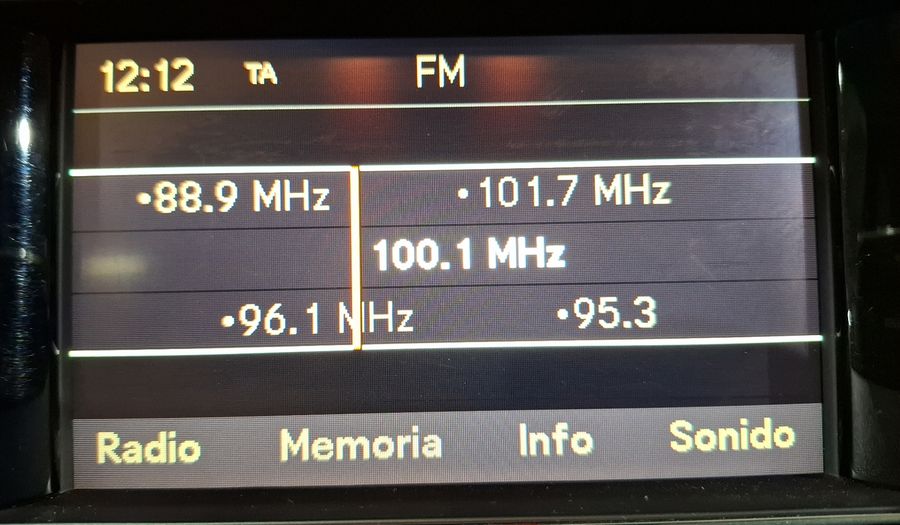 12:12 TA FM
•88.9 MHz •101.7 MHz
100.1 MHz
•96.1 MHz •95.3
Radio Memoria Info Sonido